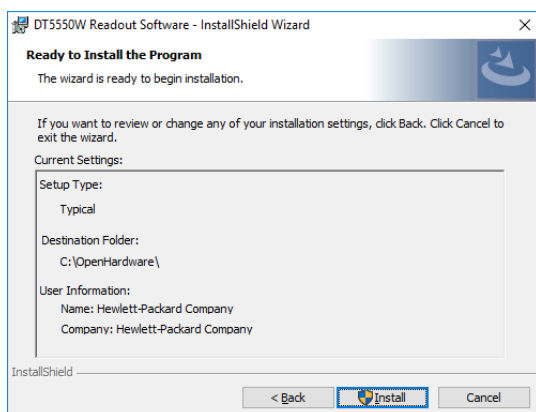 DT5550W Readout Software - InstallShield Wizard
Ready to Install the Program
The wizard is ready to begin installation.
If you want to review or change any of your installation settings, click Back. Click Cancel to
exit the wizard.
Current Settings:
Setup Type:
Typical
Destination Folder:
C:\OpenHardware\
User Information:
Name: Hewlett-Packard Company
Company: Hewlett-Packard Company
InstallShield
< Back
Install
Cancel